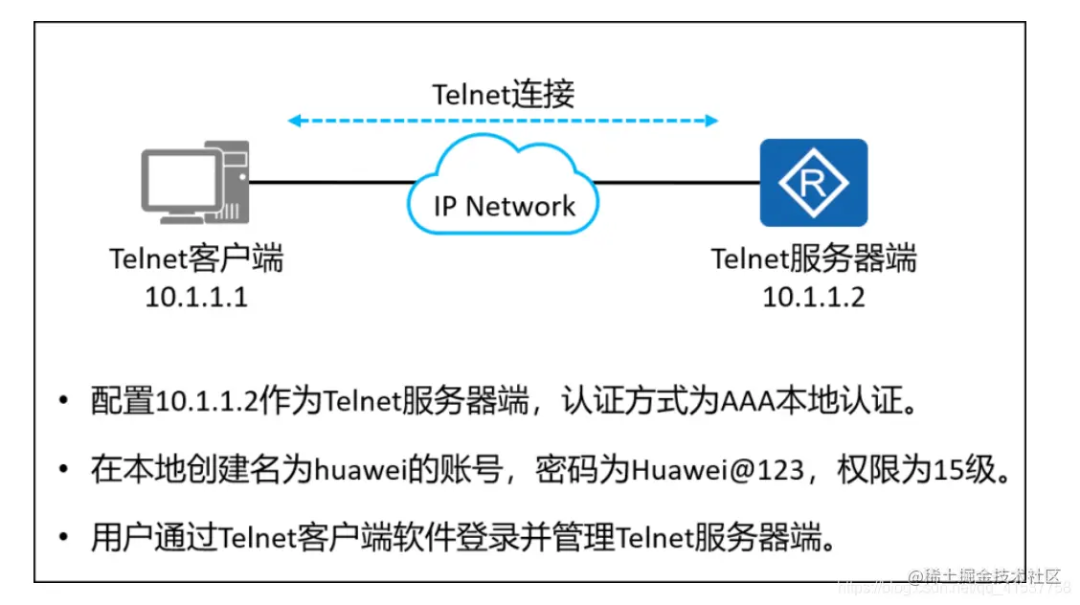 Telnet连接
IP Network
R
Telnet客户端
10.1.1.1
Telnet服务器端
10.1.1.2
• 配置10.1.1.2作为Telnet服务器端，认证方式为AAA本地认证。
• 在本地创建名为huawei的账号，密码为Huawei@123，权限为15级。
• 用户通过Telnet客户端软件登录并管理Telnet服务器端。
@稀土掘金技术社区